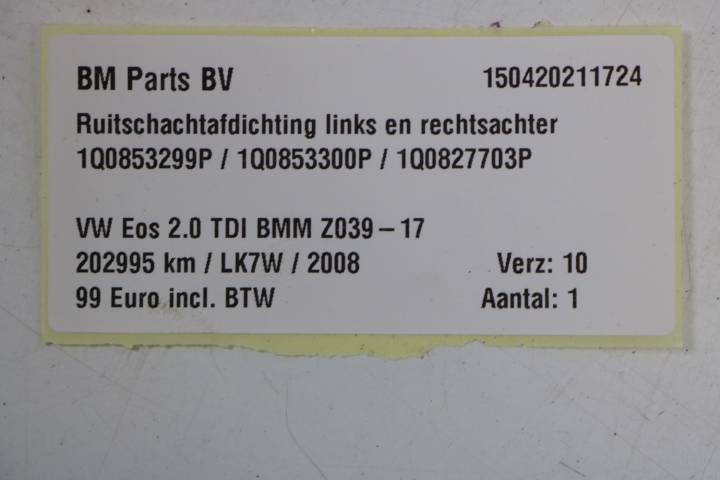 BM Parts BV 150420211724
Ruitschachtafdichting links en rechtsachter
1Q0853299P / 1Q0853300P / 1Q0827703P
VW Eos 2.0 TDI BMM Z039 – 17
202995 km / LK7W / 2008 Verz: 10
99 Euro incl. BTW Aantal: 1